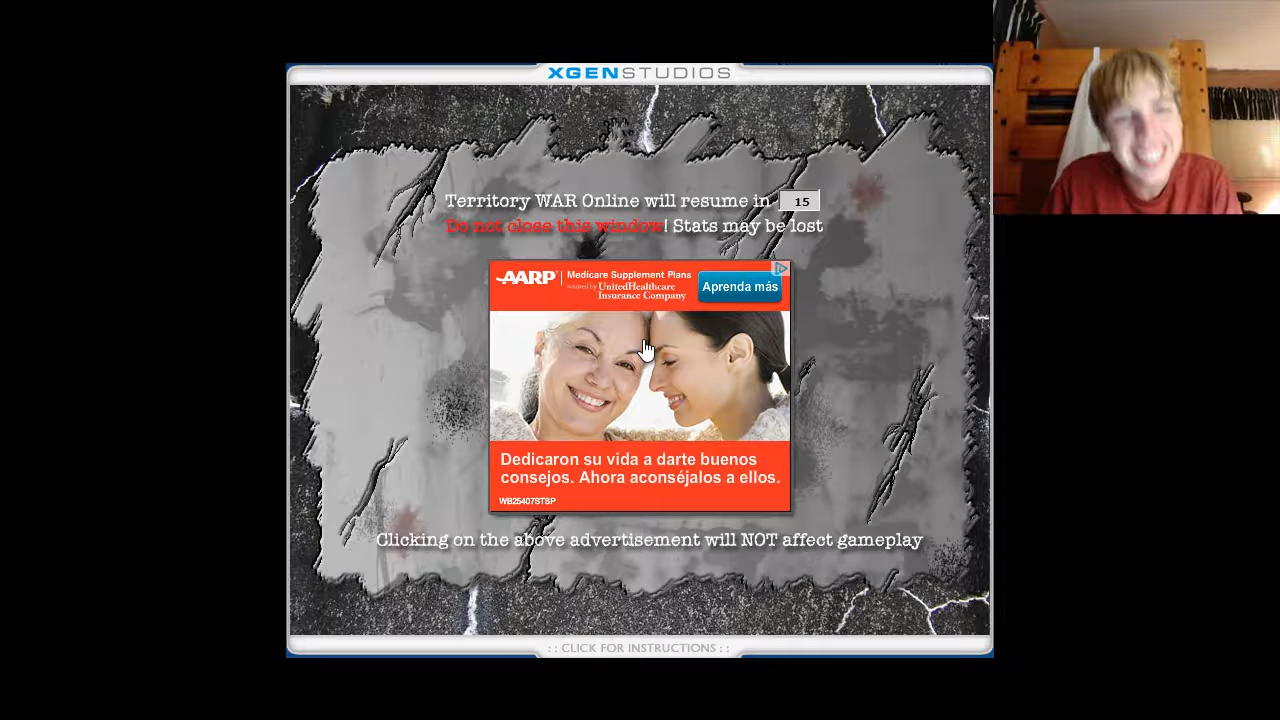 XGENSTUDIOS
Territory WAR Online will resume in 15
Do not close this window! Stats may be lost
AARP
Medicare Supplement Plans
insured by UnitedHealthcare
Insurance Company
Aprenda más
Dedicaron su vida a darte buenos
consejos. Ahora aconséjalos a ellos.
WB25407STSP
Clicking on the above advertisement will NOT affect gameplay
: : CLICK FOR INSTRUCTIONS : :